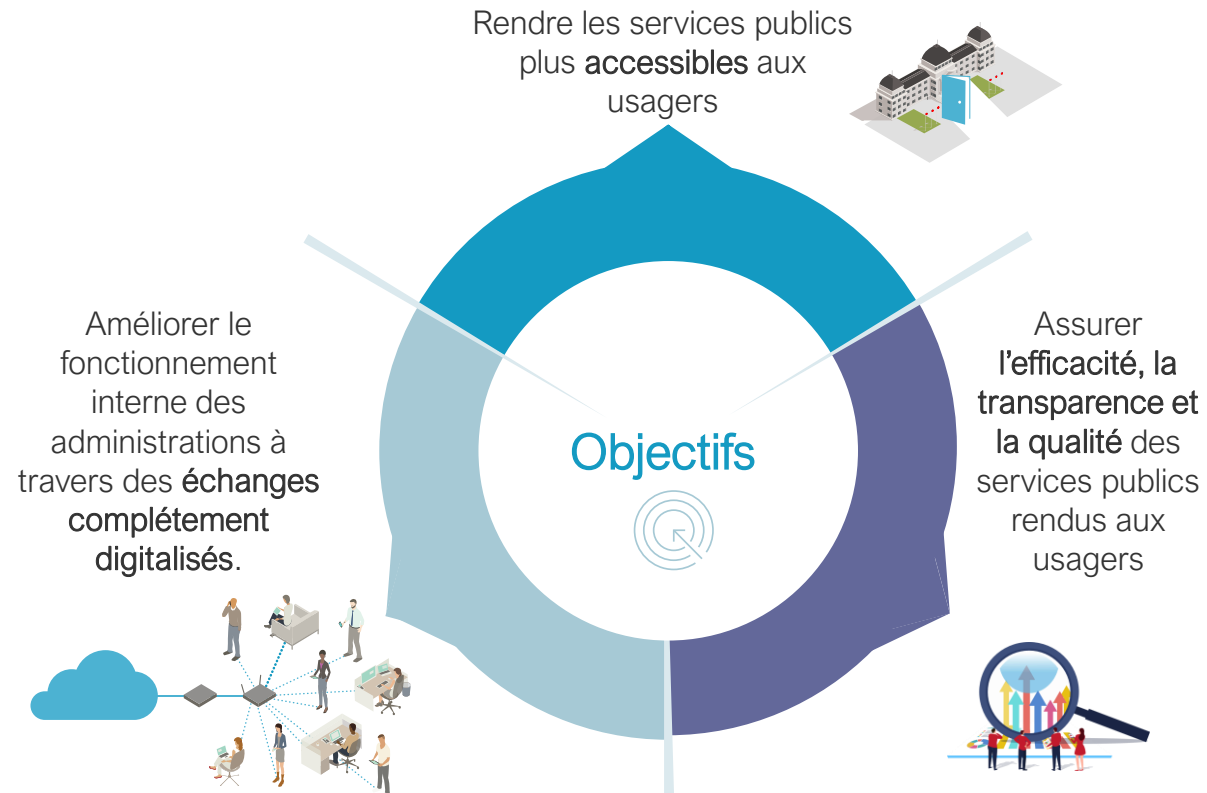 Rendre les services publics
plus accessibles aux
usagers
Améliorer le
fonctionnement
interne des
administrations à
travers des échanges
complétement
digitalisés.
Objectifs
Assurer
l’efficacité, la
transparence et
la qualité des
services publics
rendus aux
usagers